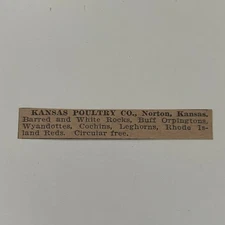 KANSAS POULTRY CO., Norton, Kansas.
Barred and White Rocks, Buff Orpingtons,
Wyandottes, Cochins, Leghorns, Rhode Is-
land Reds. Circular free.